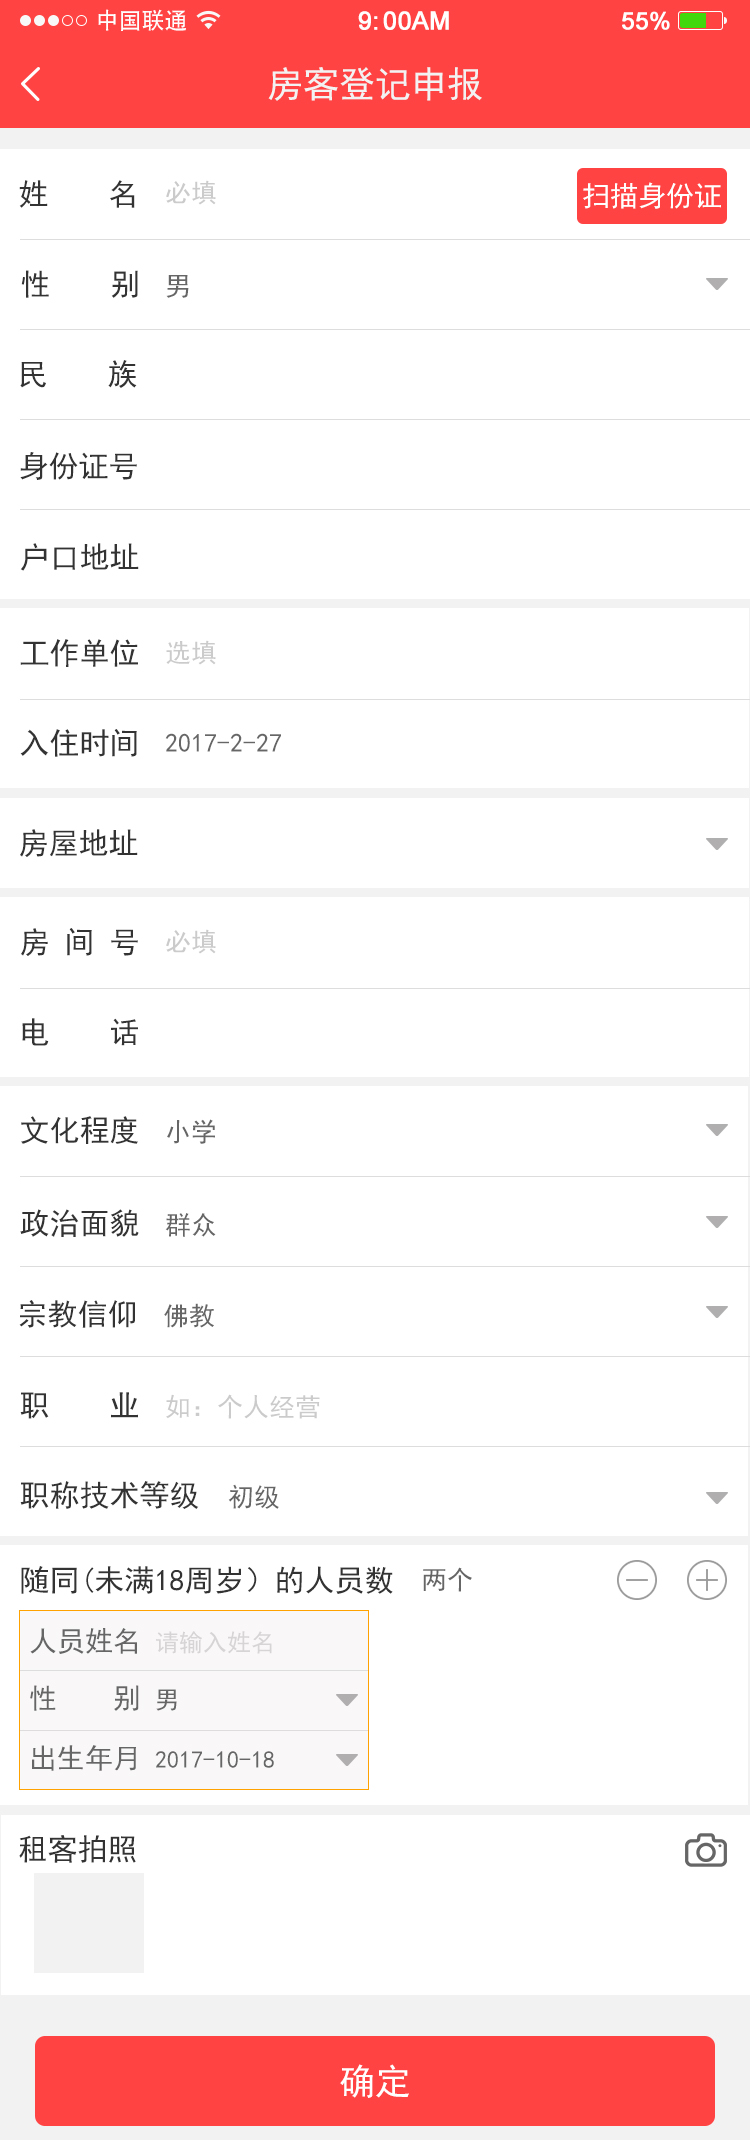 中国联通 9:00AM 55%
房客登记申报
姓名 必填 扫描身份证
性别 男
民族
身份证号
户口地址
工作单位 选填
入住时间 2017-2-27
房屋地址
房间号 必填
电话
文化程度 小学
政治面貌 群众
宗教信仰 佛教
职业 如：个人经营
职称技术等级 初级
随同(未满18周岁）的人员数 两个
人员姓名 请输入姓名
性别 男
出生年月 2017-10-18
租客拍照
确定